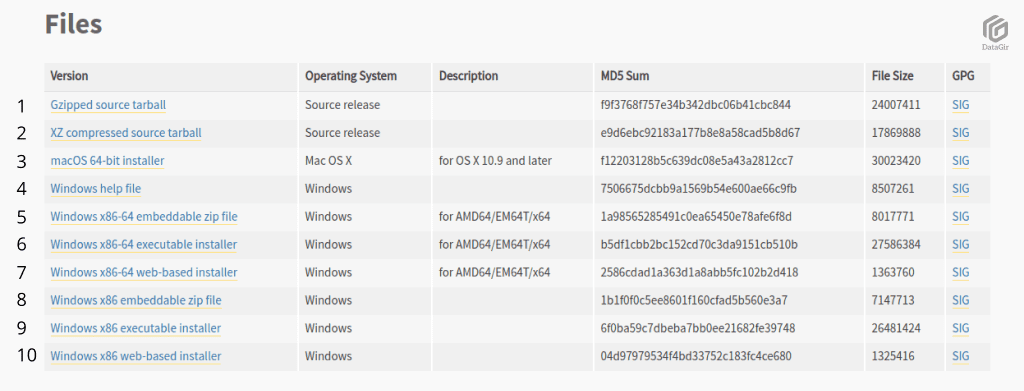 Files
DataGir
Version Operating System Description MD5 Sum File Size GPG
1 Gzipped source tarball Source release f9f3768f757e34b342dbc06b41cbc844 24007411 SIG
2 XZ compressed source tarball Source release e9d6ebc92183a177b8e8a58cad5b8d67 17869888 SIG
3 macOS 64-bit installer Mac OS X for OS X 10.9 and later f12203128b5c639dc08e5a43a2812cc7 30023420 SIG
4 Windows help file Windows 7506675dcbb9a1569b54e600ae66c9fb 8507261 SIG
5 Windows x86-64 embeddable zip file Windows for AMD64/EM64T/x64 1a98565285491c0ea65450e78afe6f8d 8017771 SIG
6 Windows x86-64 executable installer Windows for AMD64/EM64T/x64 b5df1cbb2bc152cd70c3da9151cb510b 27586384 SIG
7 Windows x86-64 web-based installer Windows for AMD64/EM64T/x64 2586cdad1a363d1a8abb5fc102b2d418 1363760 SIG
8 Windows x86 embeddable zip file Windows 1b1f0f0c5ee8601f160cfad5b560e3a7 7147713 SIG
9 Windows x86 executable installer Windows 6f0ba59c7dbeba7bb0ee21682fe39748 26481424 SIG
10 Windows x86 web-based installer Windows 04d97979534f4bd33752c183fc4ce680 1325416 SIG